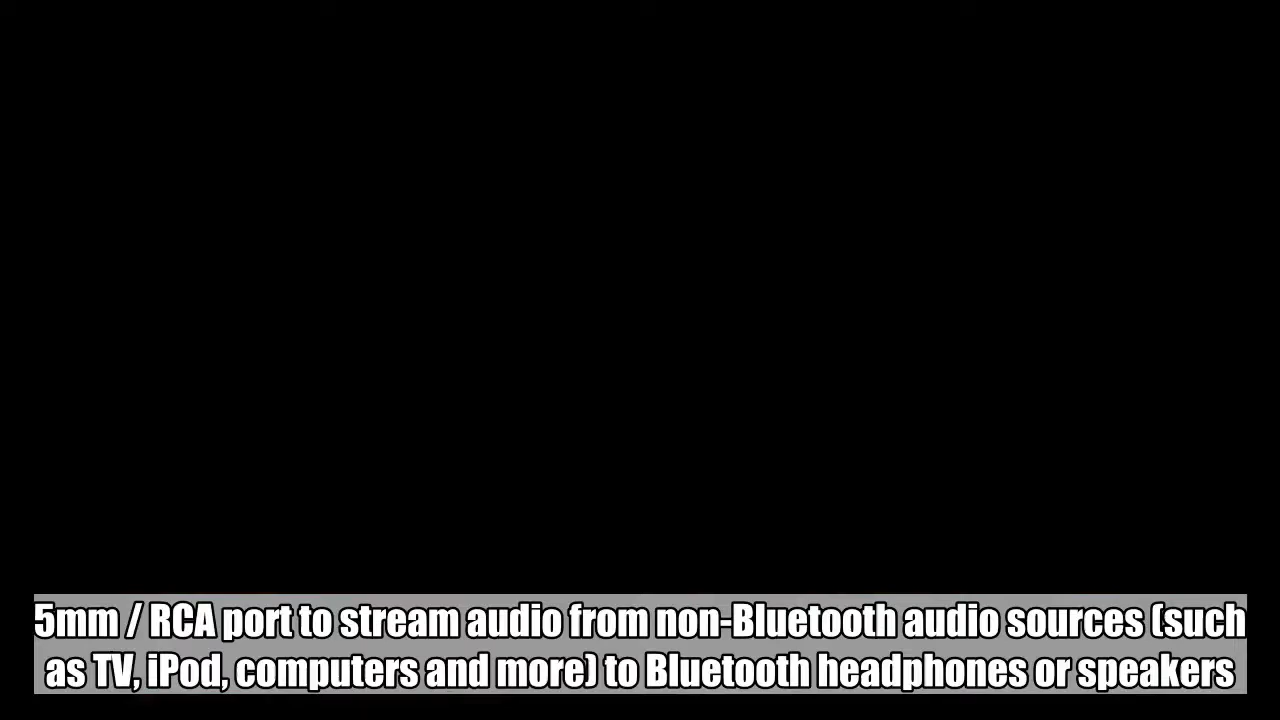 5mm / RCA port to stream audio from non-Bluetooth audio sources (such
as TV, iPod, computers and more) to Bluetooth headphones or speakers